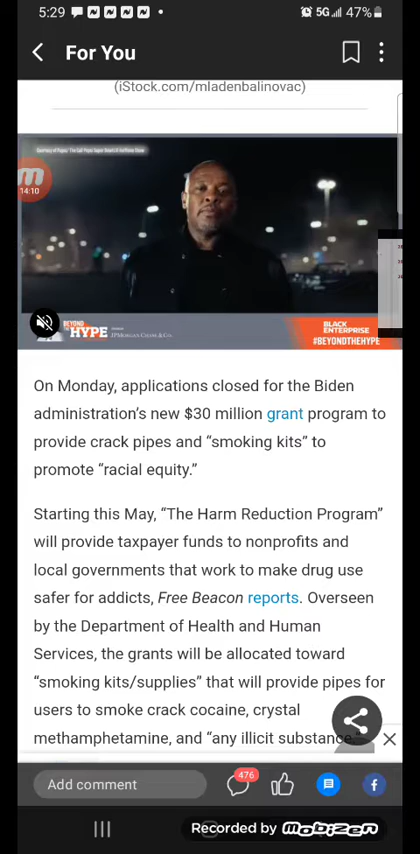 5:29 5G 47%
For You
(iStock.com/mladenbalinovac)
14:10
BEYOND
THE HYPE
JPMORGAN CHASE & CO.
BLACK
ENTERPRISE
#BEYONDTHEHYPE
On Monday, applications closed for the Biden
administration's new $30 million grant program to
provide crack pipes and “smoking kits” to
promote “racial equity.”
Starting this May, “The Harm Reduction Program”
will provide taxpayer funds to nonprofits and
local governments that work to make drug use
safer for addicts, Free Beacon reports. Overseen
by the Department of Health and Human
Services, the grants will be allocated toward
“smoking kits/supplies” that will provide pipes for
users to smoke crack cocaine, crystal
methamphetamine, and “any illicit substance
Add comment
476
Recorded by mobizen